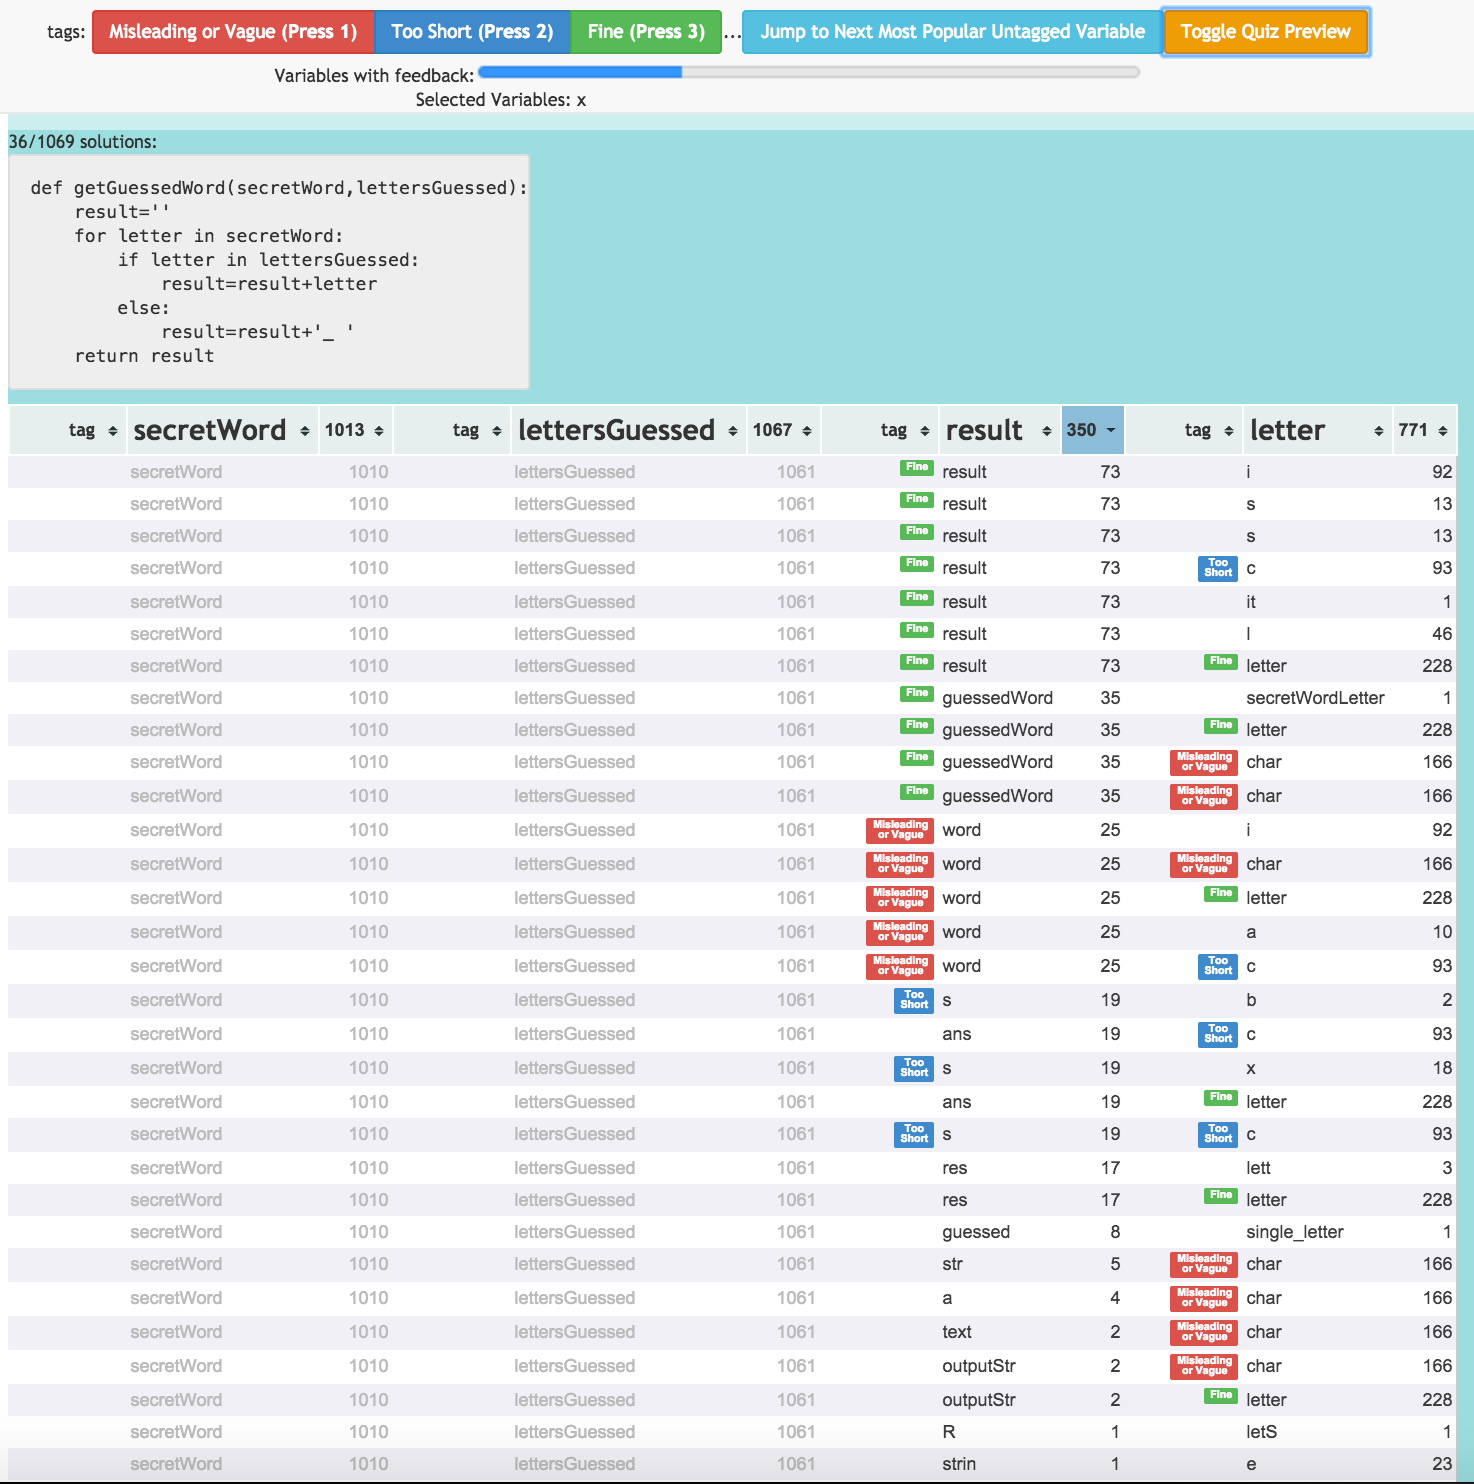 tags: Misleading or Vague (Press 1) Too Short (Press 2) Fine (Press 3) ... Jump to Next Most Popular Untagged Variable Toggle Quiz Preview
Variables with feedback:
Selected Variables: x
36/1069 solutions:
def getGuessedWord(secretWord,lettersGuessed):
    result=''
    for letter in secretWord:
        if letter in lettersGuessed:
            result=result+letter
        else:
            result=result+'_ '
    return result
tag secretWord 1013 tag lettersGuessed 1067 tag result 350 tag letter 771
secretWord 1010 lettersGuessed 1061 Fine result 73 i 92
secretWord 1010 lettersGuessed 1061 Fine result 73 s 13
secretWord 1010 lettersGuessed 1061 Fine result 73 s 13
secretWord 1010 lettersGuessed 1061 Fine result 73 Too Short c 93
secretWord 1010 lettersGuessed 1061 Fine result 73 it 1
secretWord 1010 lettersGuessed 1061 Fine result 73 l 46
secretWord 1010 lettersGuessed 1061 Fine result 73 Fine letter 228
secretWord 1010 lettersGuessed 1061 Fine guessedWord 35 secretWordLetter 1
secretWord 1010 lettersGuessed 1061 Fine guessedWord 35 Fine letter 228
secretWord 1010 lettersGuessed 1061 Fine guessedWord 35 Misleading or Vague char 166
secretWord 1010 lettersGuessed 1061 Fine guessedWord 35 Misleading or Vague char 166
secretWord 1010 lettersGuessed 1061 Misleading or Vague word 25 i 92
secretWord 1010 lettersGuessed 1061 Misleading or Vague word 25 Misleading or Vague char 166
secretWord 1010 lettersGuessed 1061 Misleading or Vague word 25 Fine letter 228
secretWord 1010 lettersGuessed 1061 Misleading or Vague word 25 a 10
secretWord 1010 lettersGuessed 1061 Misleading or Vague word 25 Too Short c 93
secretWord 1010 lettersGuessed 1061 Too Short s 19 b 2
secretWord 1010 lettersGuessed 1061 ans 19 Too Short c 93
secretWord 1010 lettersGuessed 1061 Too Short s 19 x 18
secretWord 1010 lettersGuessed 1061 ans 19 Fine letter 228
secretWord 1010 lettersGuessed 1061 Too Short s 19 Too Short c 93
secretWord 1010 lettersGuessed 1061 res 17 lett 3
secretWord 1010 lettersGuessed 1061 res 17 Fine letter 228
secretWord 1010 lettersGuessed 1061 guessed 8 single_letter 1
secretWord 1010 lettersGuessed 1061 str 5 Misleading or Vague char 166
secretWord 1010 lettersGuessed 1061 a 4 Misleading or Vague char 166
secretWord 1010 lettersGuessed 1061 text 2 Misleading or Vague char 166
secretWord 1010 lettersGuessed 1061 outputStr 2 Misleading or Vague char 166
secretWord 1010 lettersGuessed 1061 outputStr 2 Fine letter 228
secretWord 1010 lettersGuessed 1061 R 1 letS 1
secretWord 1010 lettersGuessed 1061 strin 1 e 23